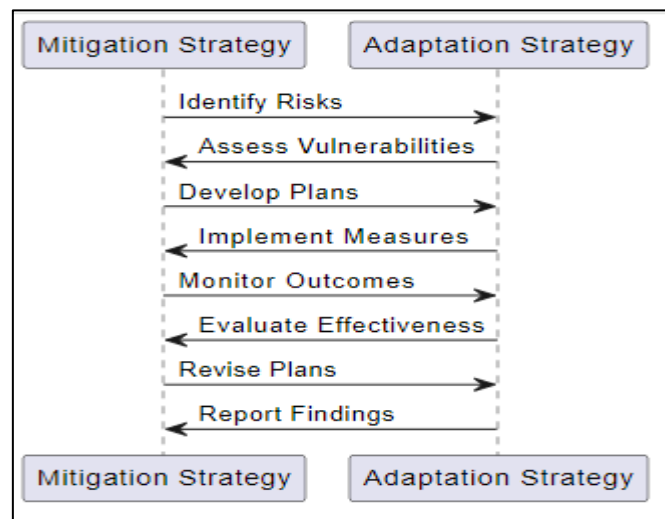 Mitigation Strategy Adaptation Strategy
Identify Risks
Assess Vulnerabilities
Develop Plans
Implement Measures
Monitor Outcomes
Evaluate Effectiveness
Revise Plans
Report Findings
Mitigation Strategy Adaptation Strategy